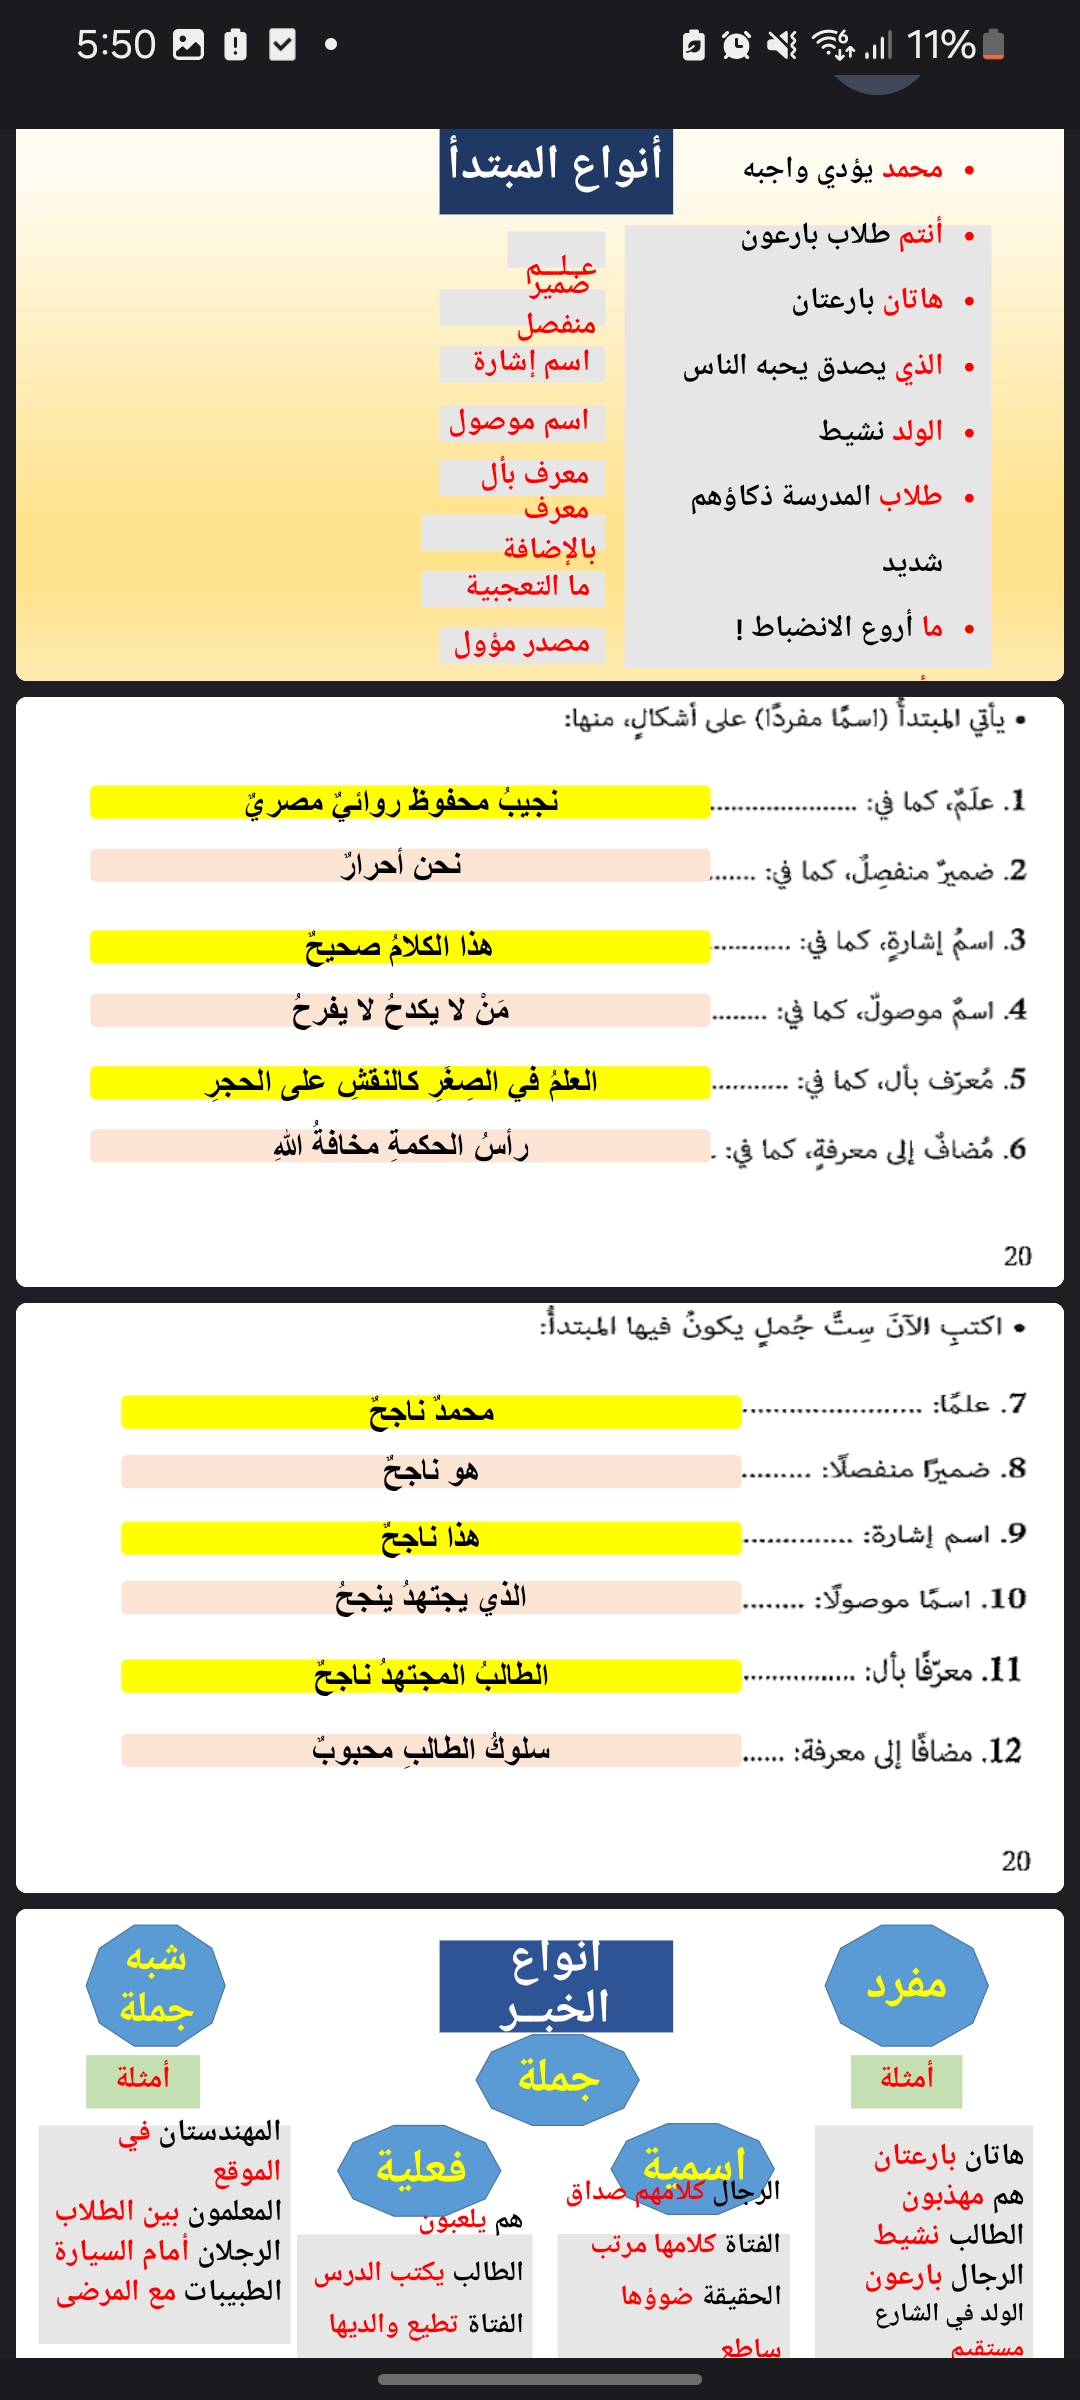 5:50
11%
أنواع المبتدأ
محمد يؤدي واجبه
أنتم طلاب بارعون
هاتان بارعتان
الذي يصدق يحبه الناس
الولد نشيط
طلاب المدرسة ذكاؤهم
شديد
ما أروع الانضباط !
عـلـم
ضمير
منفصل
اسم إشارة
اسم موصول
معرف بأل
معرف
بالإضافة
ما التعجبية
مصدر مؤول
• يأتي المبتدأُ (اسمًا مفردًا) على أشكالٍ، منها:
1. علَمٌ، كما في: ..................... نجيبُ محفوظ روائيٌ مصريٌ
2. ضميرٌ منفصِلٌ، كما في: ....... نحن أحرارٌ
3. اسمُ إشارةٍ، كما في: ............ هذا الكلامُ صحيحٌ
4. اسمٌ موصولٌ، كما في: ........ مَنْ لا يكدحُ لا يفرحُ
5. مُعرّف بأل، كما في: ........... العلمُ في الصِغَرِ كالنقشِ على الحجرِ
6. مُضافٌ إلى معرفةٍ، كما في: . رأسُ الحكمةِ مخافةُ اللهِ
20
• اكتبِ الآنَ سِتَّ جُملٍ يكونُ فيها المبتدأُ:
7. علمًا: ....................... محمدٌ ناجحٌ
8. ضميرًا منفصلًا: ......... هو ناجحٌ
9. اسم إشارة: .............. هذا ناجحٌ
10. اسمًا موصولًا: ........ الذي يجتهدُ ينجحُ
11. معرّفًا بأل: ............... الطالبُ المجتهدُ ناجحٌ
12. مضافًا إلى معرفة: ...... سلوكُ الطالبِ محبوبٌ
20
أنواع
الخبـر
مفرد
أمثلة
هاتان بارعتان
هم مهذبون
الطالب نشيط
الرجال بارعون
الولد في الشارع
مستقيم
جملة
اسمية
الرجال كلامهم صداق
الفتاة كلامها مرتب
الحقيقة ضوؤها
ساطع
فعلية
هم يلعبون
الطالب يكتب الدرس
الفتاة تطيع والديها
شبه
جملة
أمثلة
المهندستان في
الموقع
المعلمون بين الطلاب
الرجلان أمام السيارة
الطبيبات مع المرضى